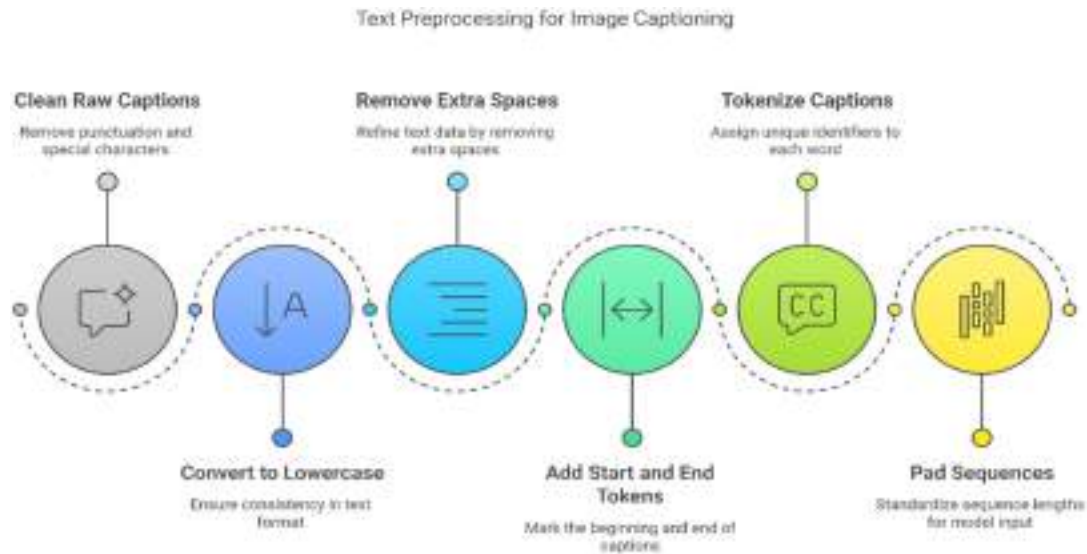 Text Preprocessing for Image Captioning
Clean Raw Captions
Remove punctuation and
special characters
Remove Extra Spaces
Refine text data by removing
extra spaces
Tokenize Captions
Assign unique identifiers to
each word
A
CC
Convert to Lowercase
Ensure consistency in text
format
Add Start and End
Tokens
Mark the beginning and end of
captions
Pad Sequences
Standardize sequence lengths
for model input